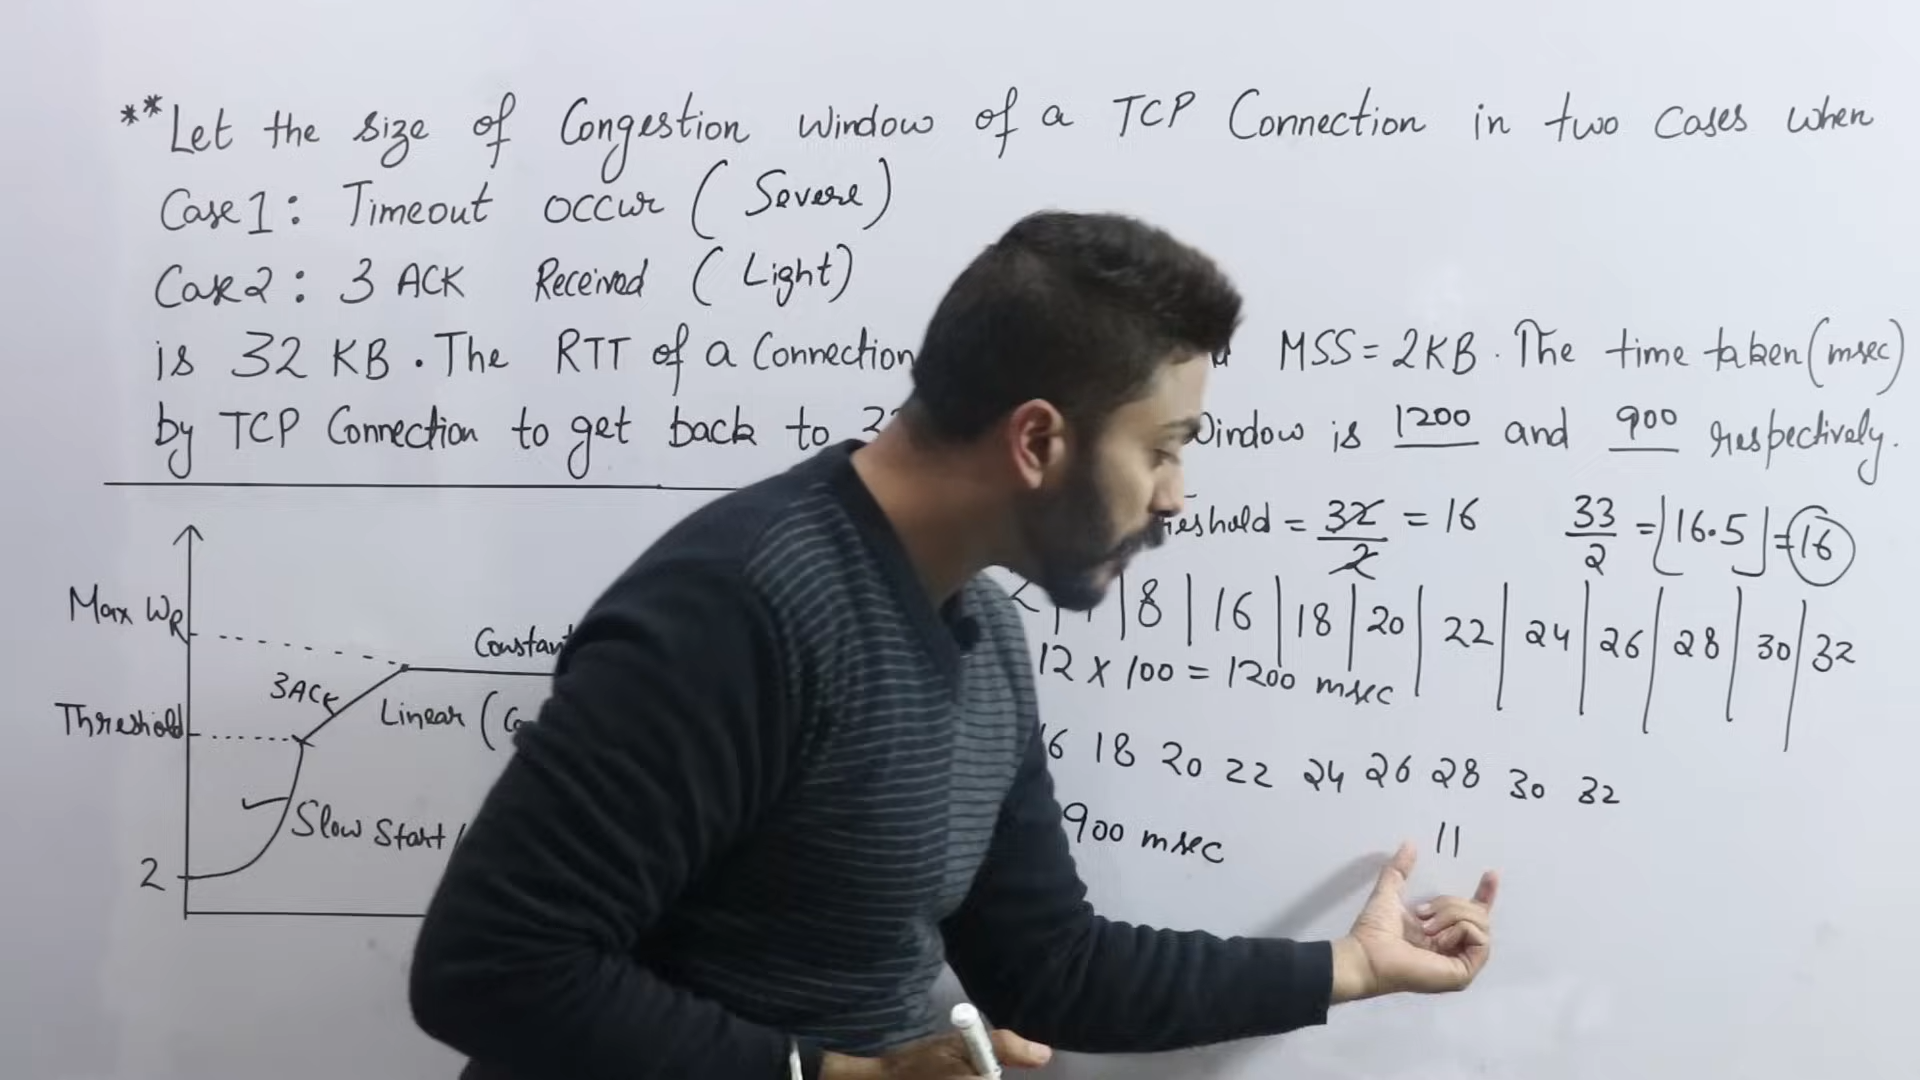 **Let the size of Congestion Window of a TCP Connection in two cases when
Case1: Timeout occur (Severe)
Case2: 3 ACK Received (Light)
is 32 KB. The RTT of a Connection MSS=2KB. The time taken(msec)
by TCP Connection to get back to Window is 1200 and 900 respectively.
= 32/2 = 16 33/2 = ⌊16.5⌋ = 16
8 | 16 | 18 | 20 | 22 | 24 | 26 | 28 | 30 | 32
12 x 100 = 1200 msec
18 20 22 24 26 28 30 32
900 msec 11
Max WR
Constant
3ACK
Threshold
Linear (
Slow Start /
2